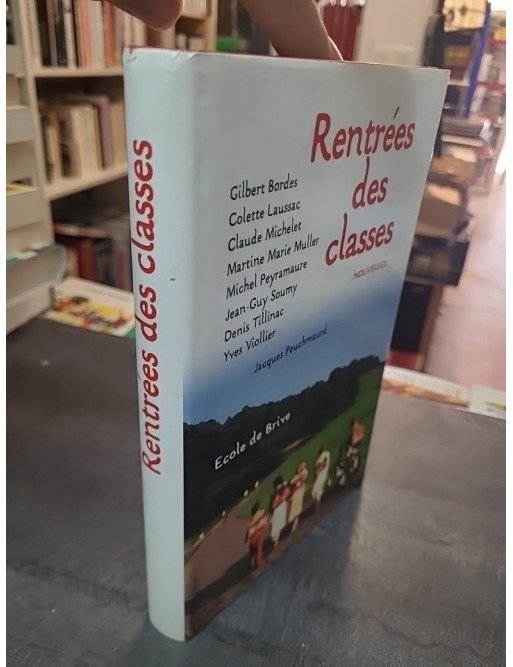 Rentrées des classes
Rentrées
des
classes
NOUVELLES
Gilbert Bordes
Colette Laussac
Claude Michelet
Martine Marie Muller
Michel Peyramaure
Jean-Guy Soumy
Denis Tillinac
Yves Viollier
Jacques Peuchmaurd
Ecole de Brive